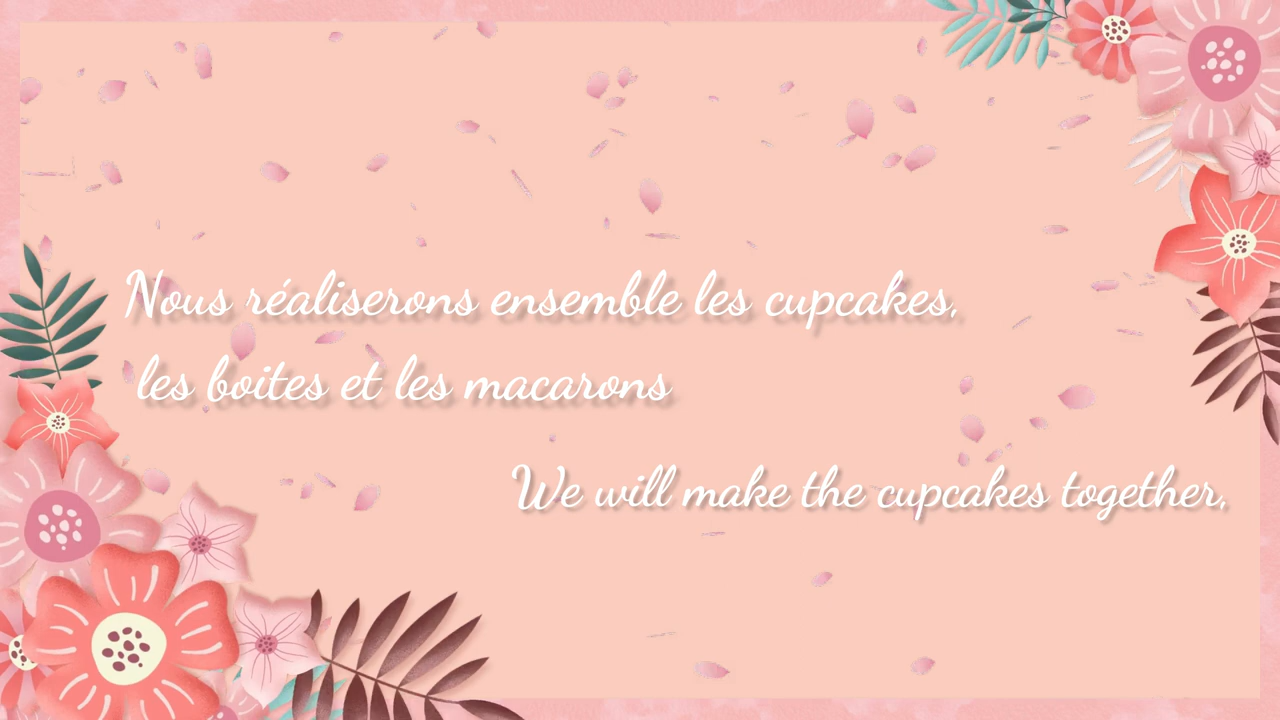 Nous réaliserons ensemble les cupcakes,
les boites et les macarons
We will make the cupcakes together,